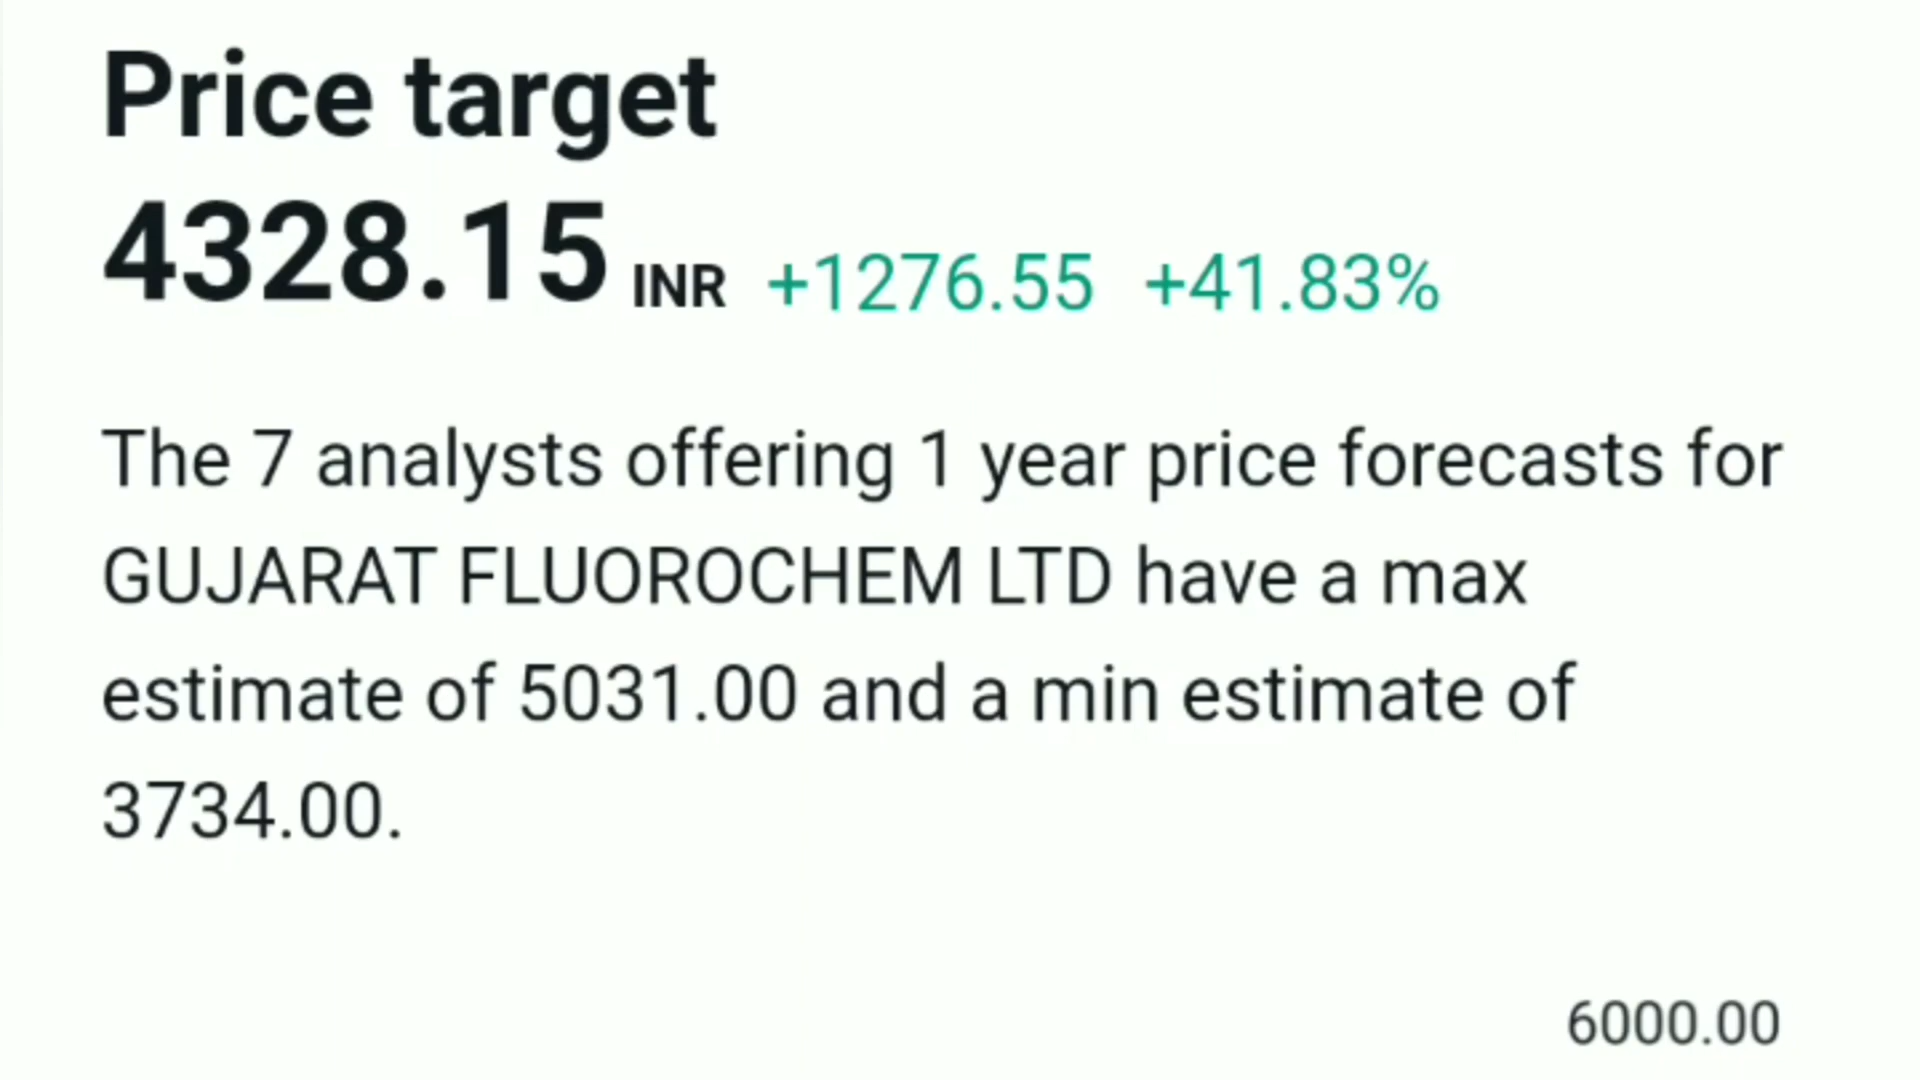 Price target
4328.15 INR +1276.55 +41.83%
The 7 analysts offering 1 year price forecasts for
GUJARAT FLUOROCHEM LTD have a max
estimate of 5031.00 and a min estimate of
3734.00.
6000.00